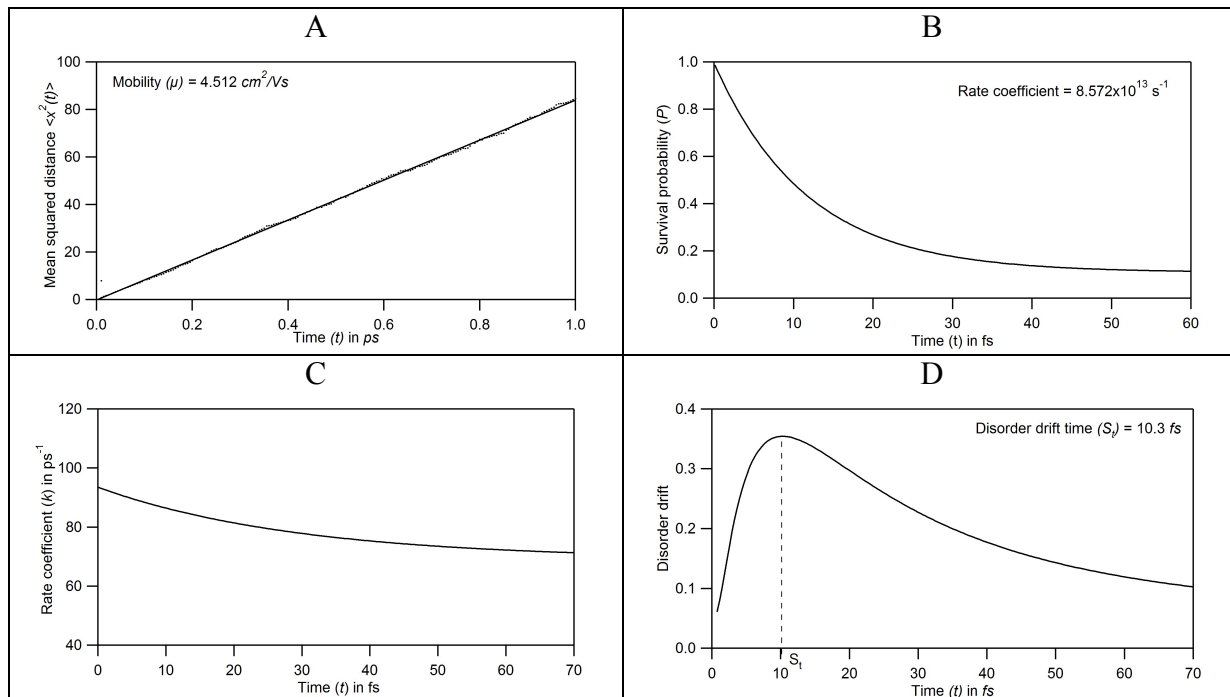 A
Mobility (μ) = 4.512 cm²/Vs
Mean squared distance <x²(t)>
100
80
60
40
20
0
0.0 0.2 0.4 0.6 0.8 1.0
Time (t) in ps
B
Rate coefficient = 8.572x10¹³ s⁻¹
Survival probability (P)
1.0
0.8
0.6
0.4
0.2
0.0
0 10 20 30 40 50 60
Time (t) in fs
C
Rate coefficient (k) in ps⁻¹
120
100
80
60
40
0 10 20 30 40 50 60 70
Time (t) in fs
D
Disorder drift time (Sₜ) = 10.3 fs
Disorder drift
0.4
0.3
0.2
0.1
0.0
0 10 20 30 40 50 60 70
Sₜ
Time (t) in fs